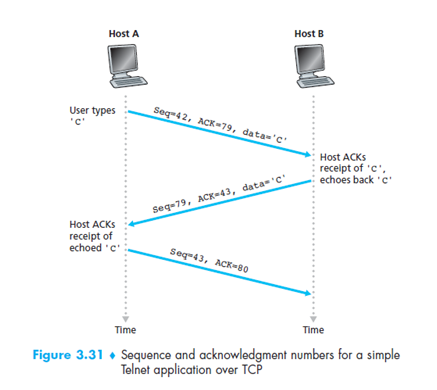 Host A
Host B
User types
'C'
Seq=42, ACK=79, data='C'
Host ACKs
receipt of 'C',
echoes back 'C'
Seq=79, ACK=43, data='C'
Host ACKs
receipt of
echoed 'C'
Seq=43, ACK=80
Time
Time
Figure 3.31 ♦ Sequence and acknowledgment numbers for a simple
Telnet application over TCP